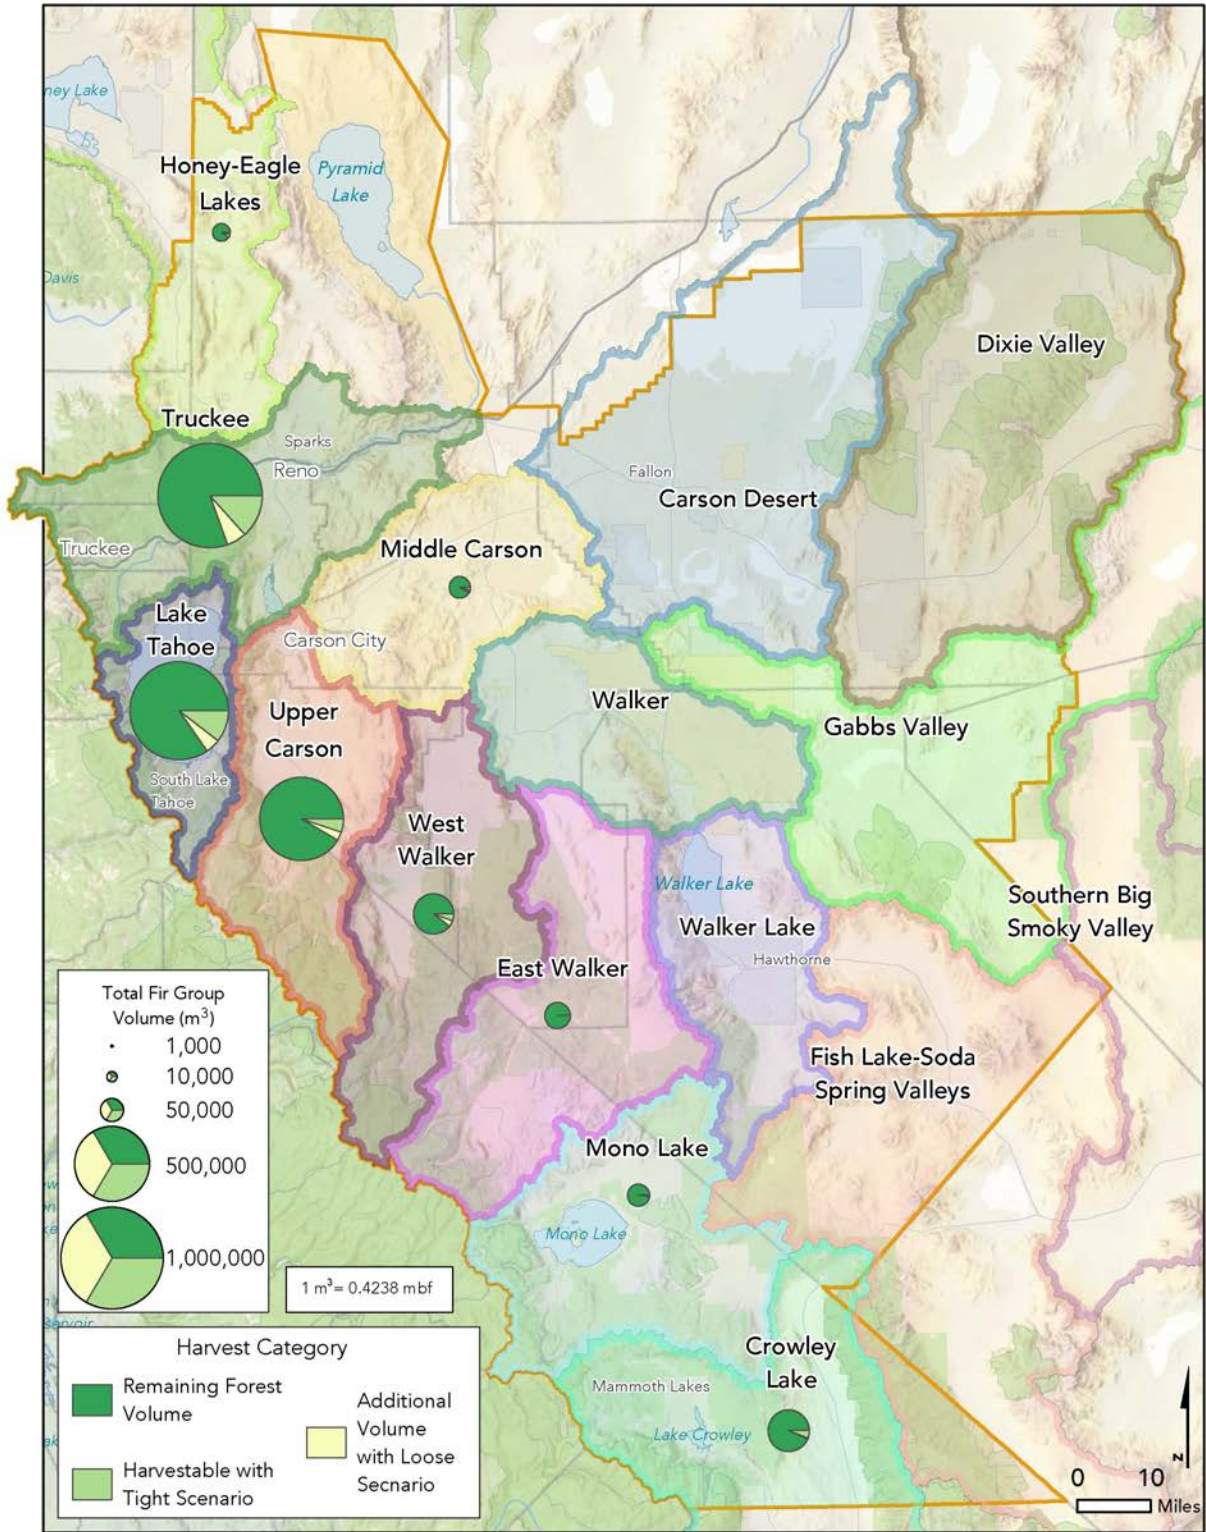 ney Lake
Honey-Eagle
Lakes
Pyramid
Lake
Davis
Dixie Valley
Truckee
Sparks
Reno
Fallon
Carson Desert
Truckee
Middle Carson
Lake
Tahoe
Carson City
Walker
Upper
Carson
Gabbs Valley
South Lake
Tahoe
West
Walker
Walker Lake
Southern Big
Smoky Valley
Walker Lake
Hawthorne
East Walker
Fish Lake-Soda
Spring Valleys
Mono Lake
Mono Lake
Crowley
Lake
Mammoth Lakes
Lake Crowley
Total Fir Group
Volume (m³)
1,000
10,000
50,000
500,000
1,000,000
1 m³= 0.4238 mbf
servoir
Harvest Category
Remaining Forest
Volume
Harvestable with
Tight Scenario
Additional
Volume
with Loose
Secnario
N
0 10
Miles